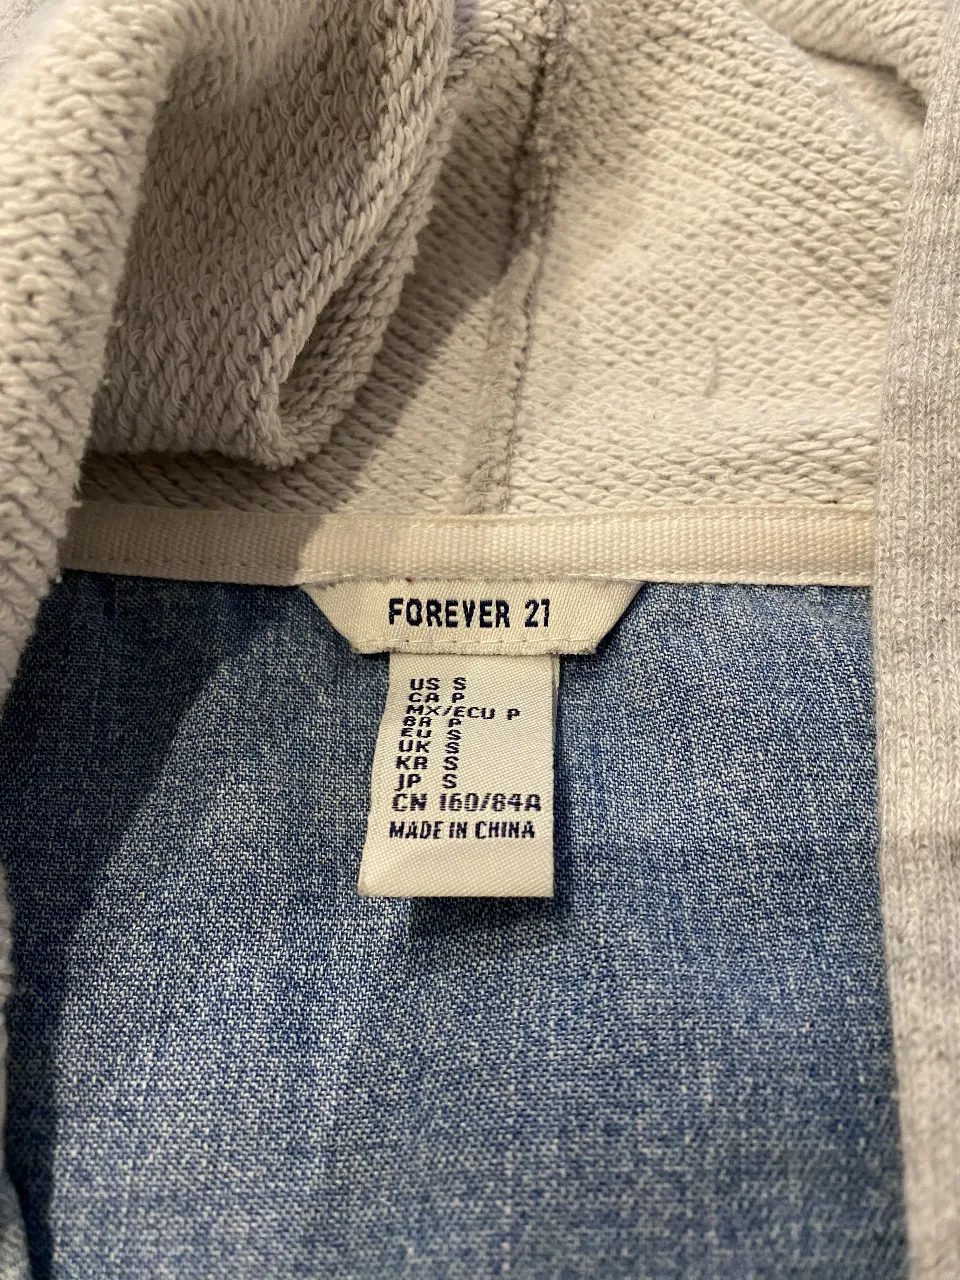 FOREVER 21
US S
CA P
MX/ECU P
BR P
EU S
UK S
KR S
JP S
CN 160/84A
MADE IN CHINA